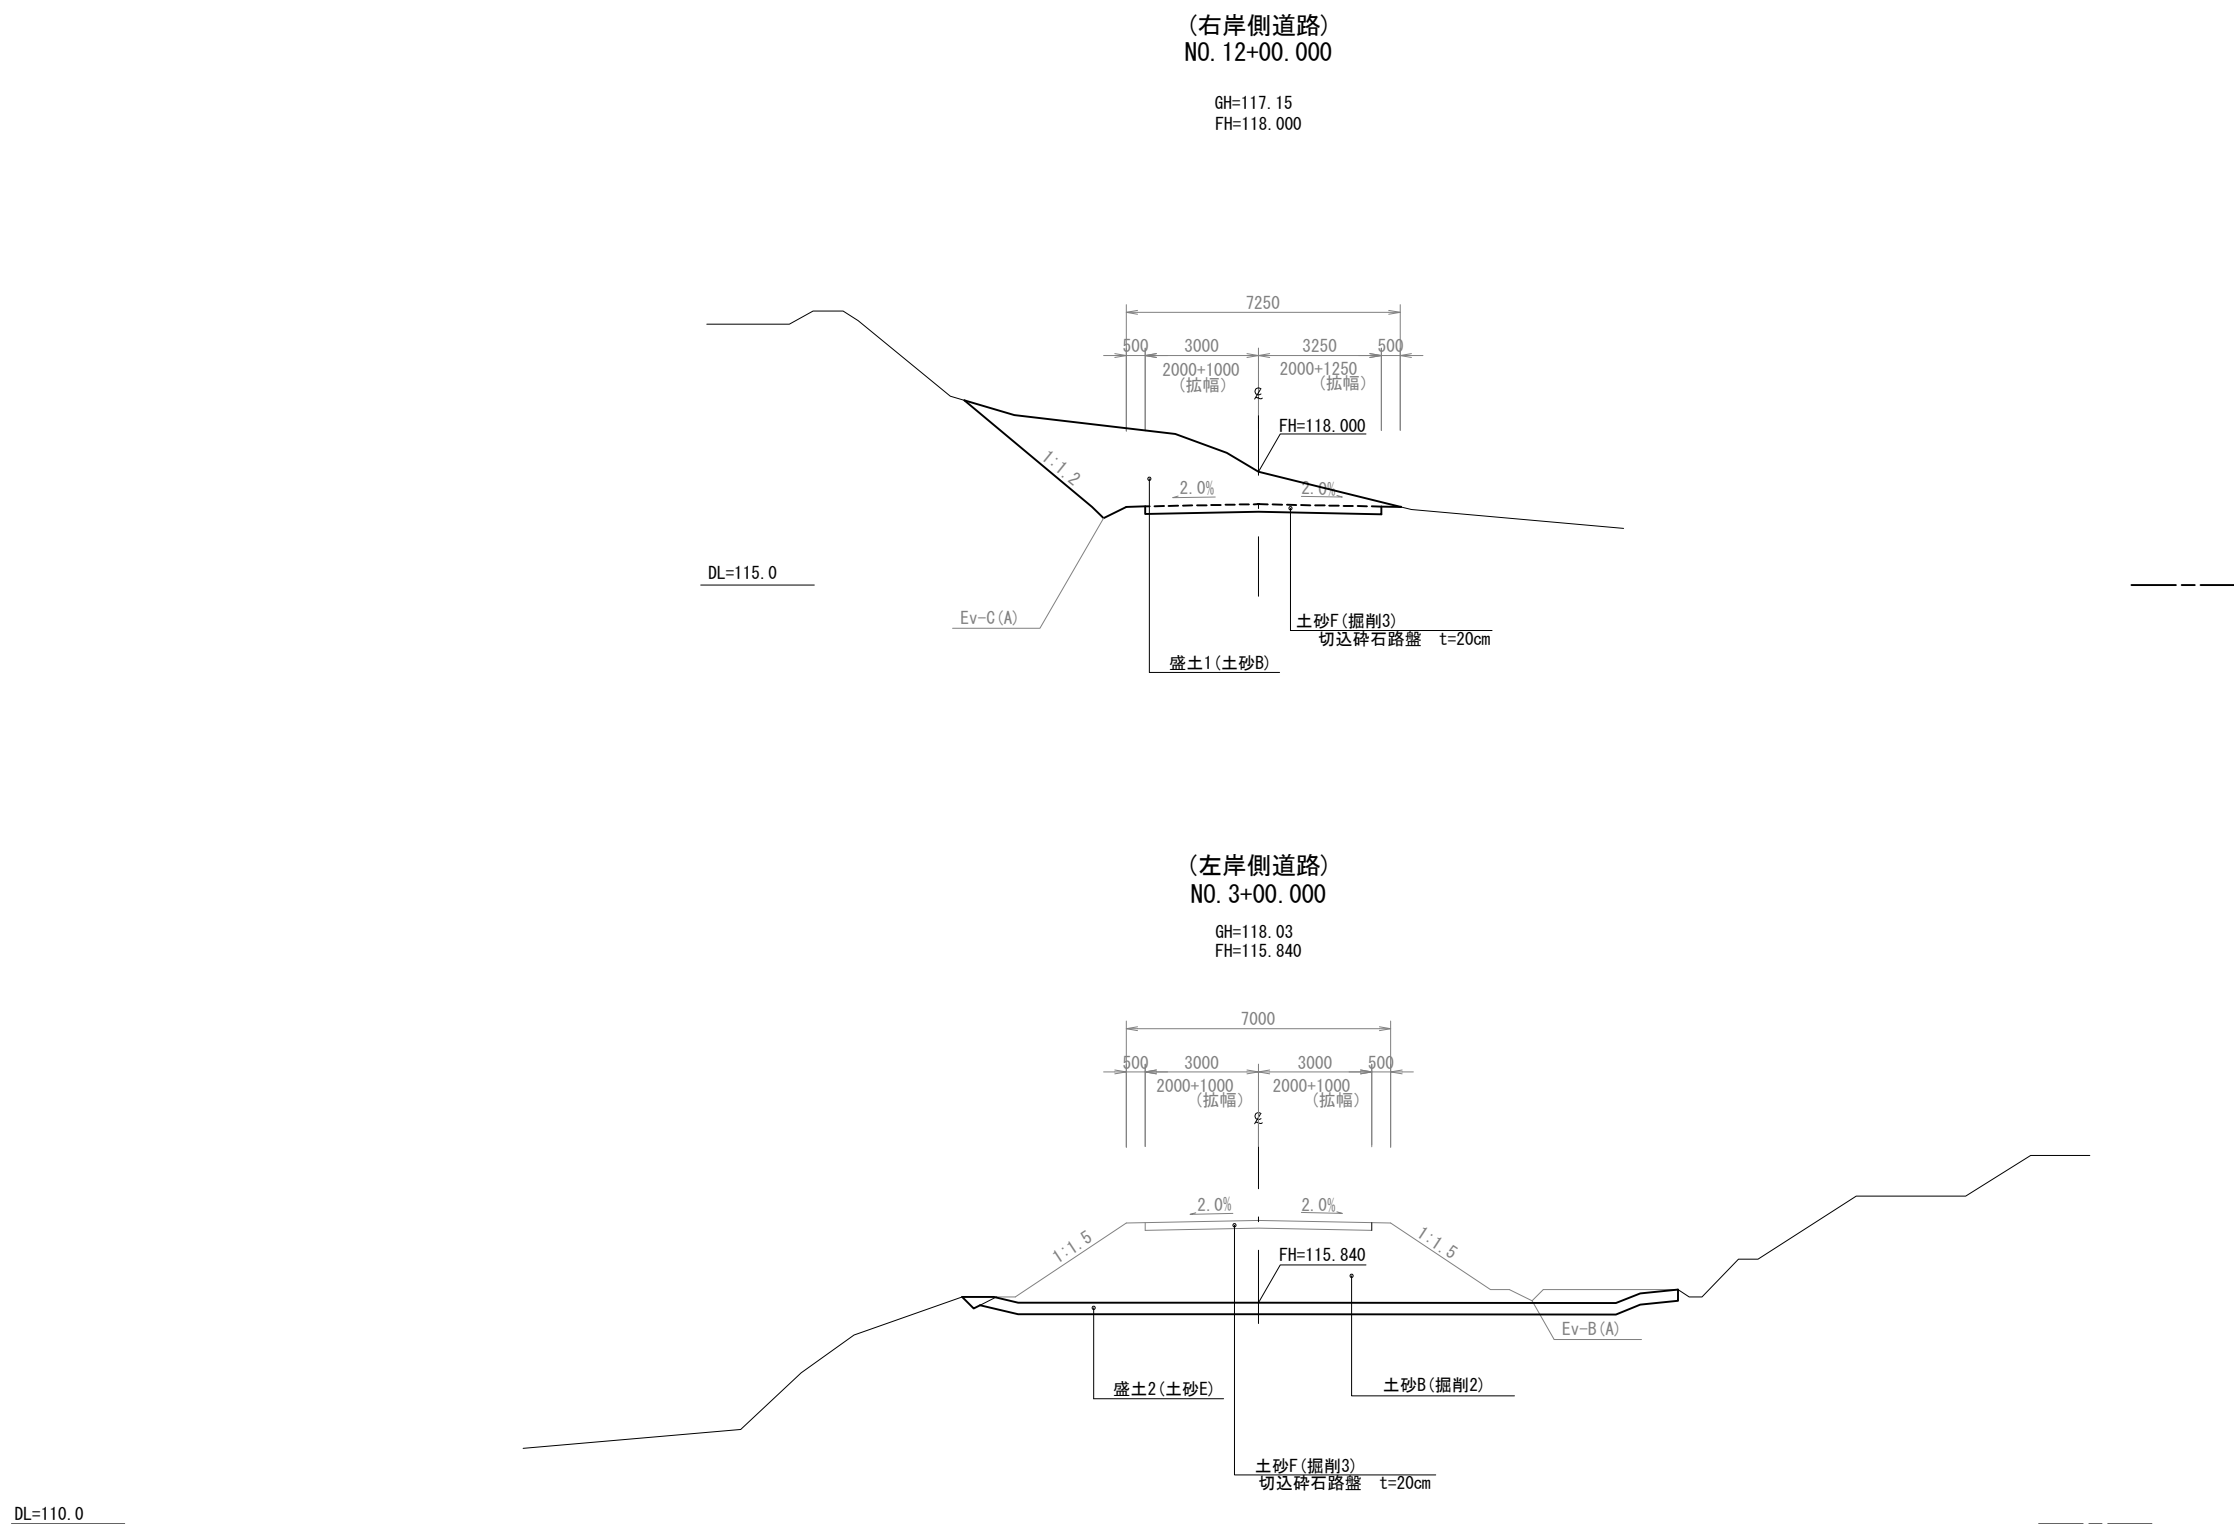 (右岸側道路)
NO.12+00.000
GH=117.15
FH=118.000
7250
500 3000 3250 500
2000+1000 2000+1250
(拡幅) (拡幅)
℄
FH=118.000
1:1.2
2.0% 2.0%
DL=115.0
Ev-C(A)
土砂F(掘削3)
切込砕石路盤 t=20cm
盛土1(土砂B)
(左岸側道路)
NO.3+00.000
GH=118.03
FH=115.840
7000
500 3000 3000 500
2000+1000 2000+1000
(拡幅) (拡幅)
℄
2.0% 2.0%
1:1.5 1:1.5
FH=115.840
Ev-B(A)
盛土2(土砂E) 土砂B(掘削2)
土砂F(掘削3)
切込砕石路盤 t=20cm
DL=110.0